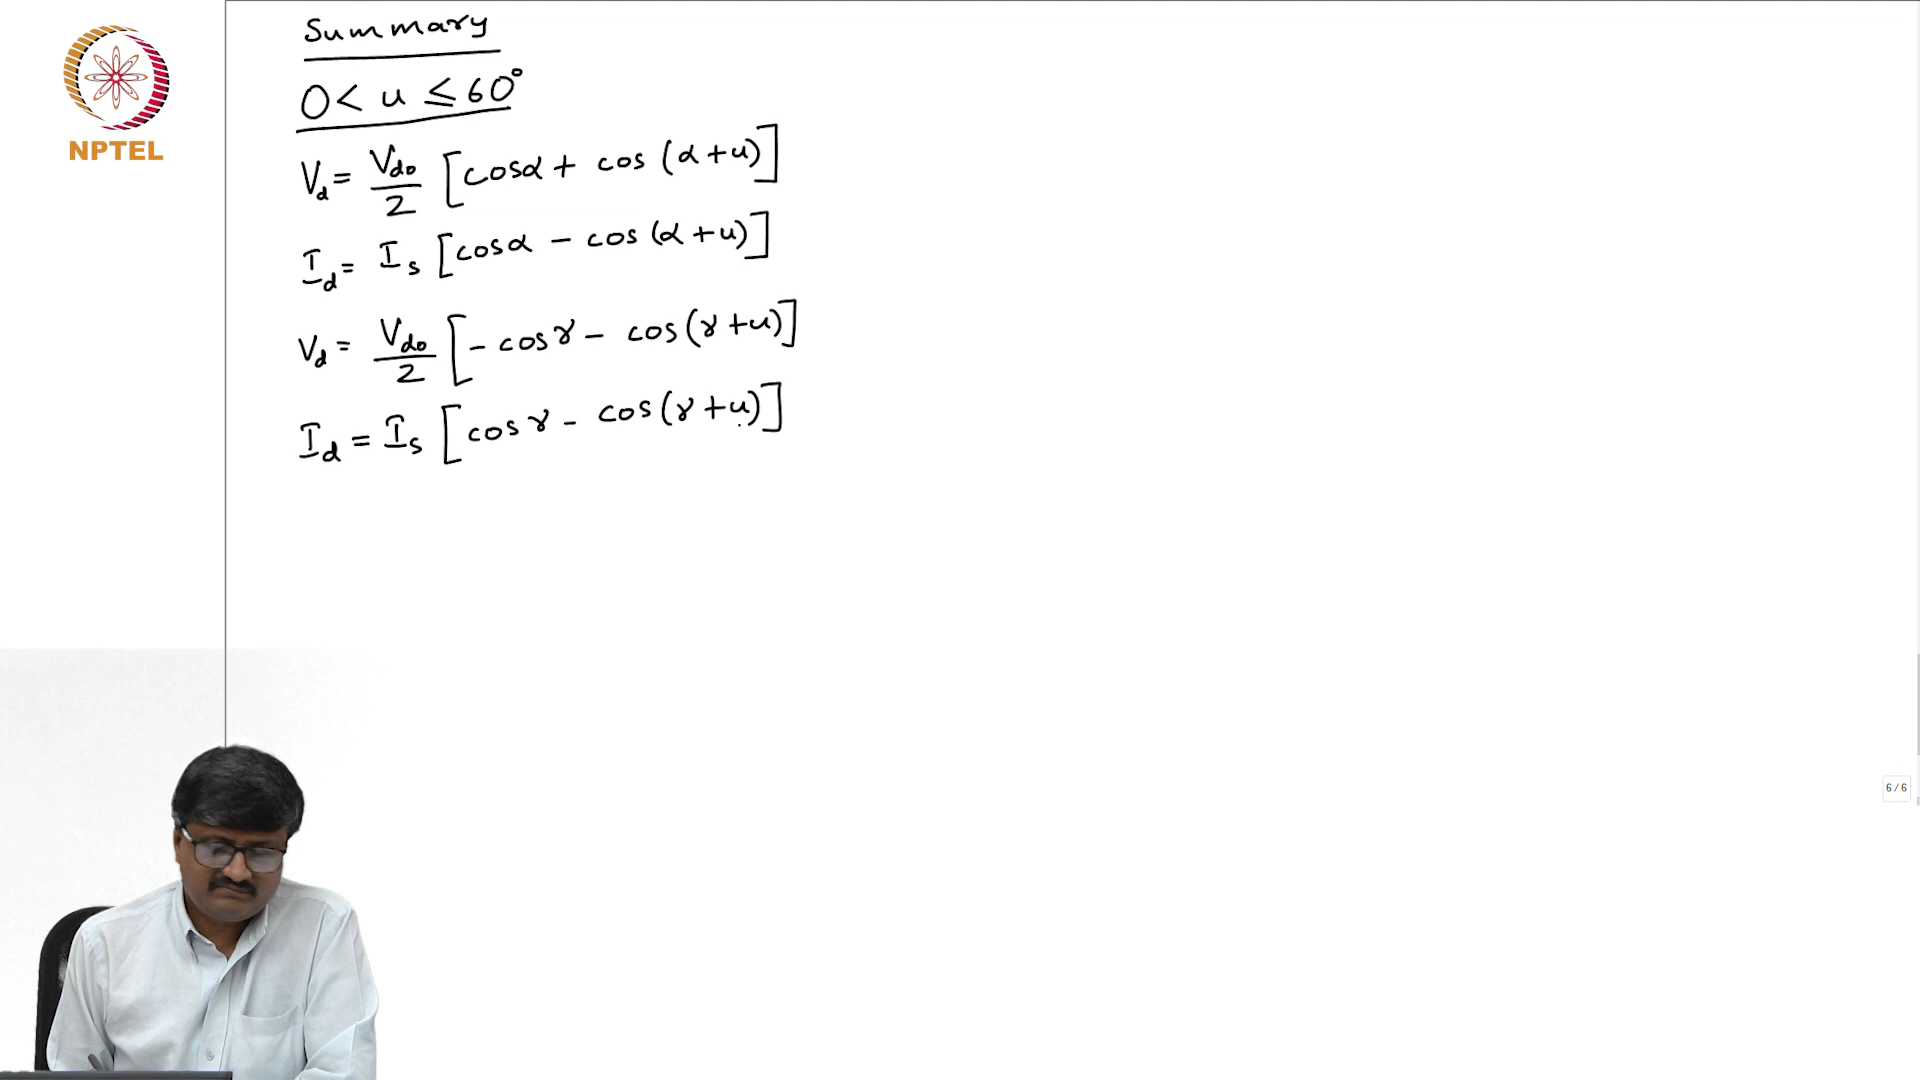 NPTEL
Summary
0 < u ≤ 60°
V_d = V_do/2 [cosα + cos (α+u)]
I_d = I_s [cosα - cos (α+u)]
V_d = V_do/2 [-cosγ - cos(γ+u)]
I_d = I_s [cosγ - cos(γ+u)]
6/6